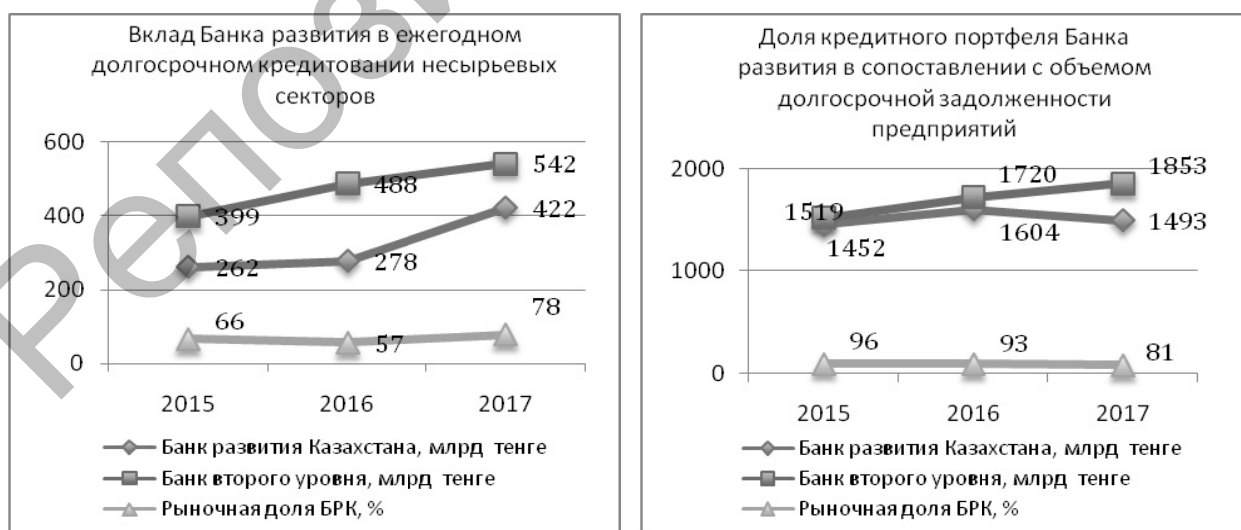 Вклад Банка развития в ежегодном
долгосрочном кредитовании несырьевых
секторов
600
400
200
0
399
488
542
262
278
422
66
57
78
2015
2016
2017
Банк развития Казахстана, млрд тенге
Банк второго уровня, млрд тенге
Рыночная доля БРК, %
Доля кредитного портфеля Банка
развития в сопоставлении с объемом
долгосрочной задолженности
предприятий
2000
1000
0
1519
1720
1853
1452
1604
1493
96
93
81
2015
2016
2017
Банк развития Казахстана, млрд тенге
Банк второго уровня, млрд тенге
Рыночная доля БРК, %